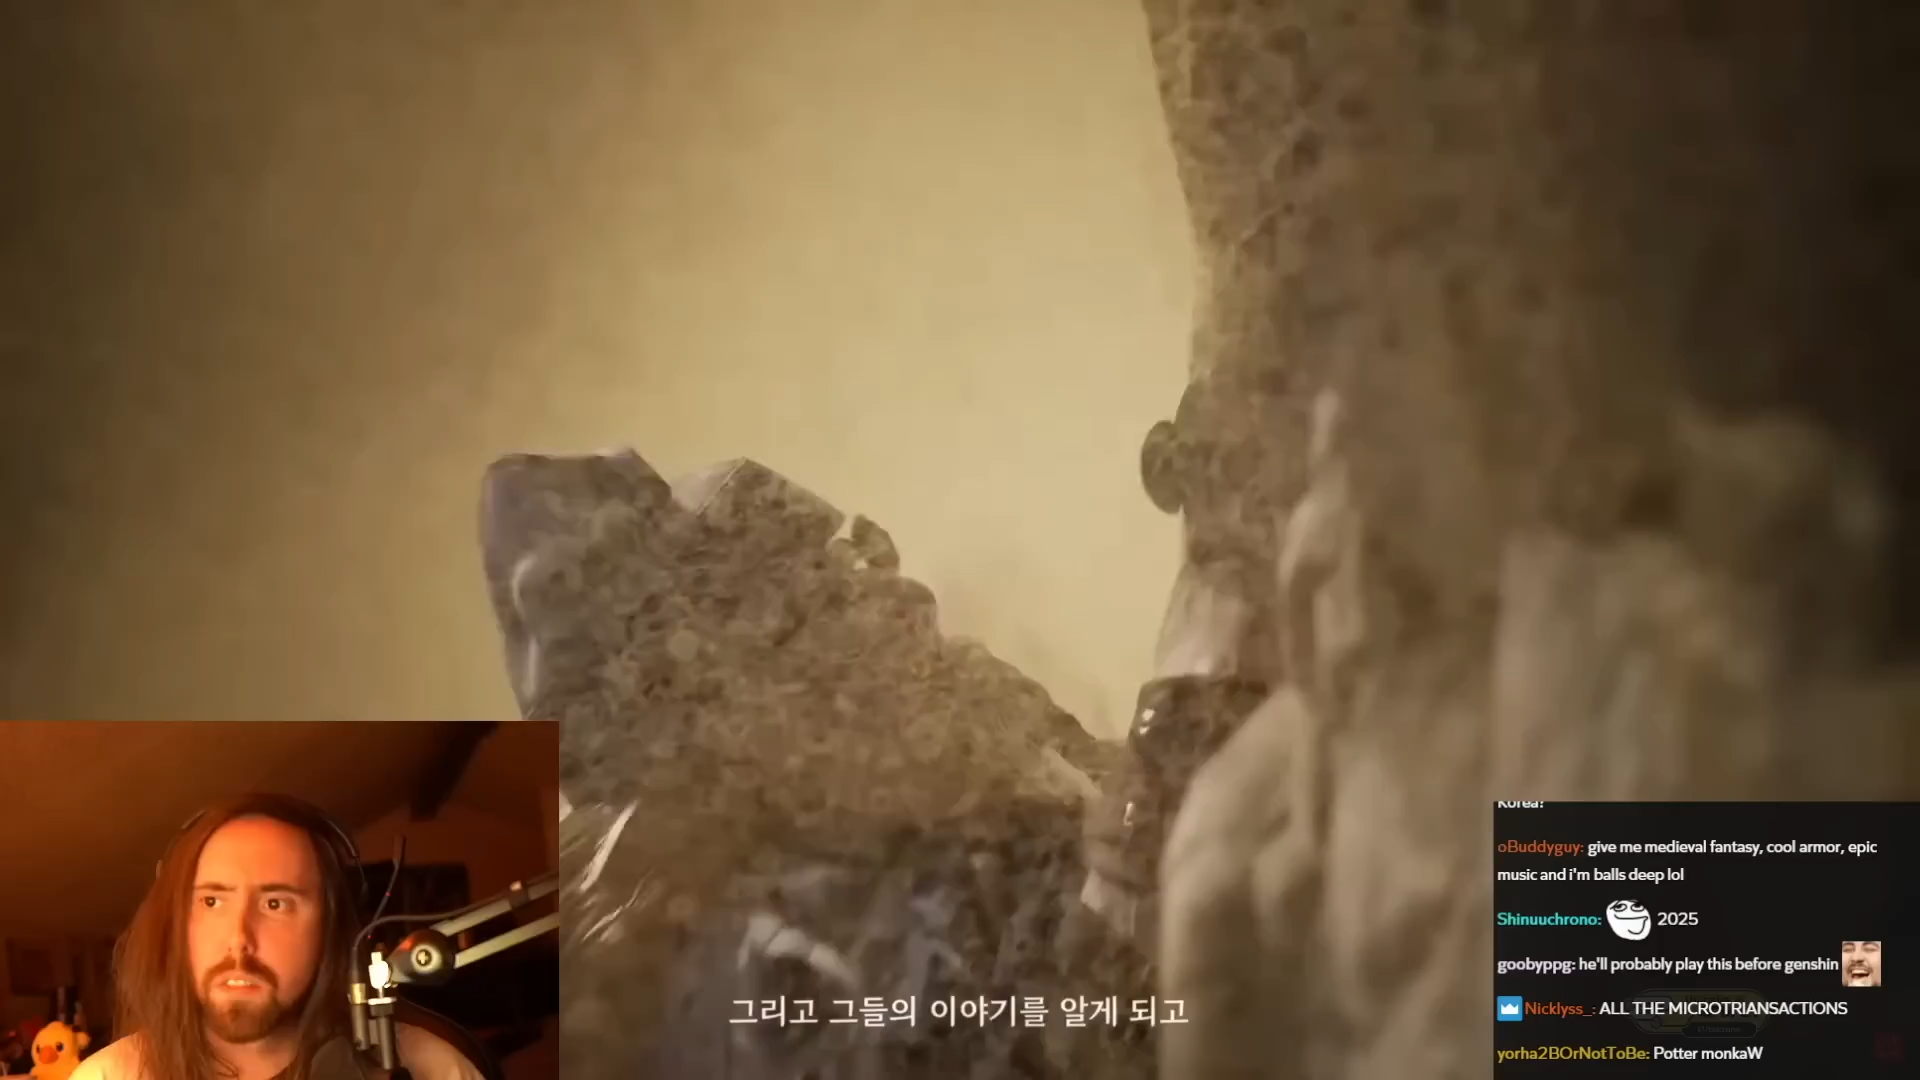 그리고 그들의 이야기를 알게 되고
Korea?
oBuddyguy: give me medieval fantasy, cool armor, epic
music and i'm balls deep lol
Shinuuchrono: 2025
goobyppg: he'll probably play this before genshin
Nicklyss_: ALL THE MICROTRANSACTIONS
yorha2BOrNotToBe: Potter monkaW